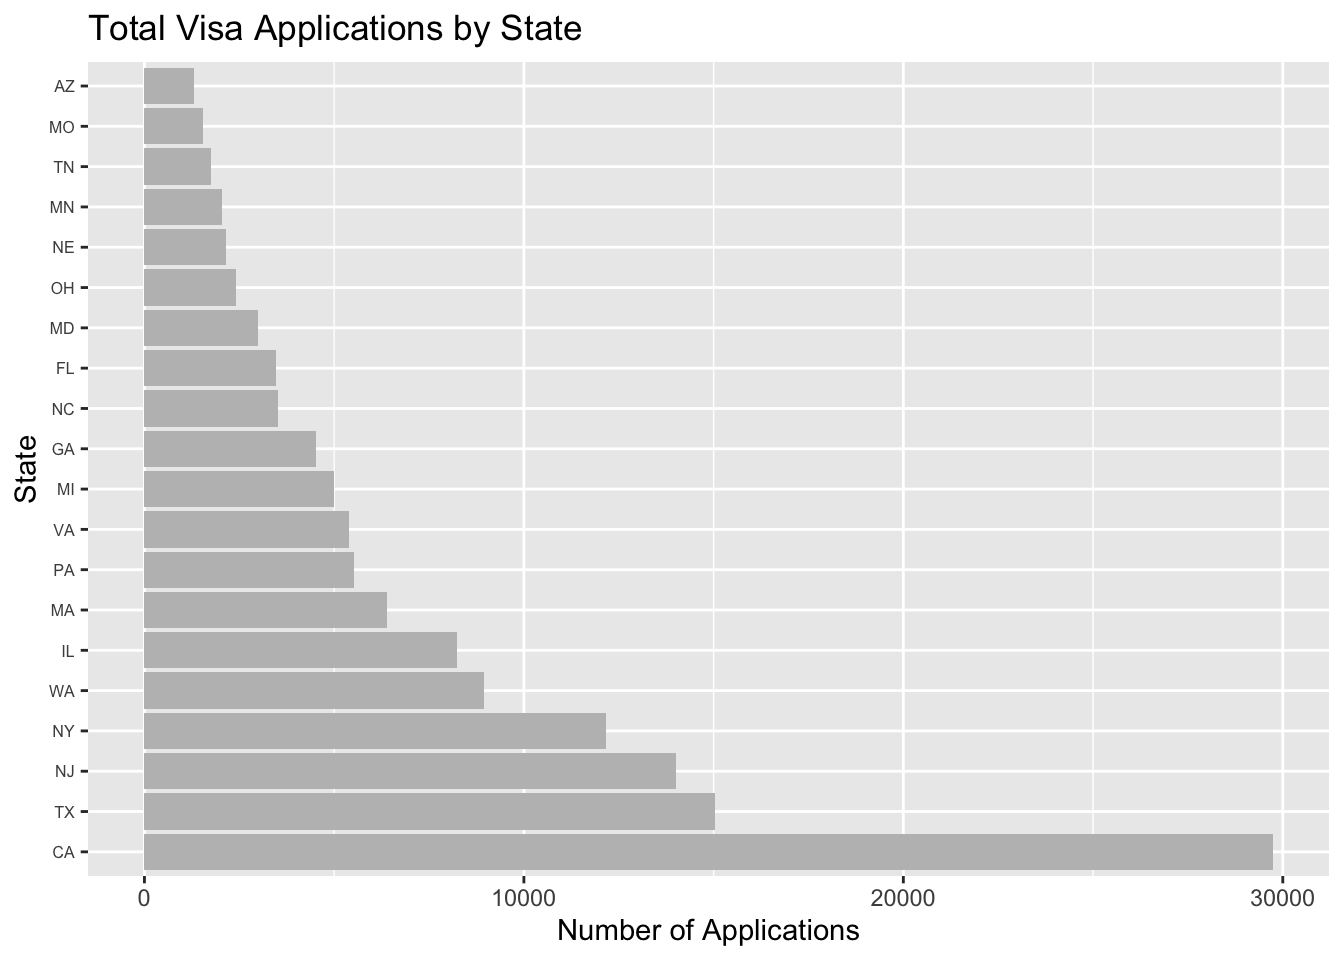 Total Visa Applications by State
AZ
MO
TN
MN
NE
OH
MD
FL
NC
GA
MI
VA
PA
MA
IL
WA
NY
NJ
TX
CA
State
0 10000 20000 30000
Number of Applications